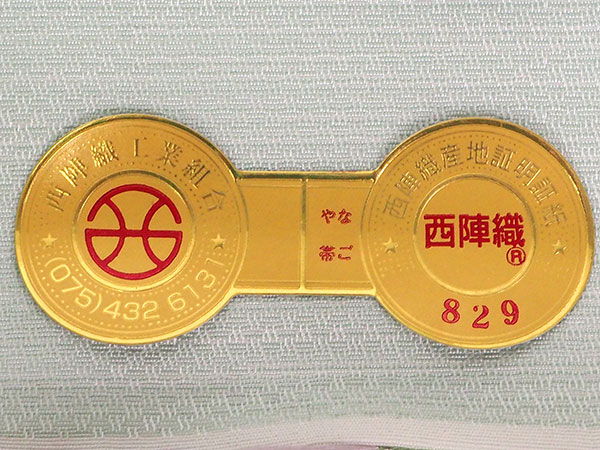 西陣織工業組合
(075)432 6131
なご
や帯
西陣織産地証明証紙
西陣織®
829